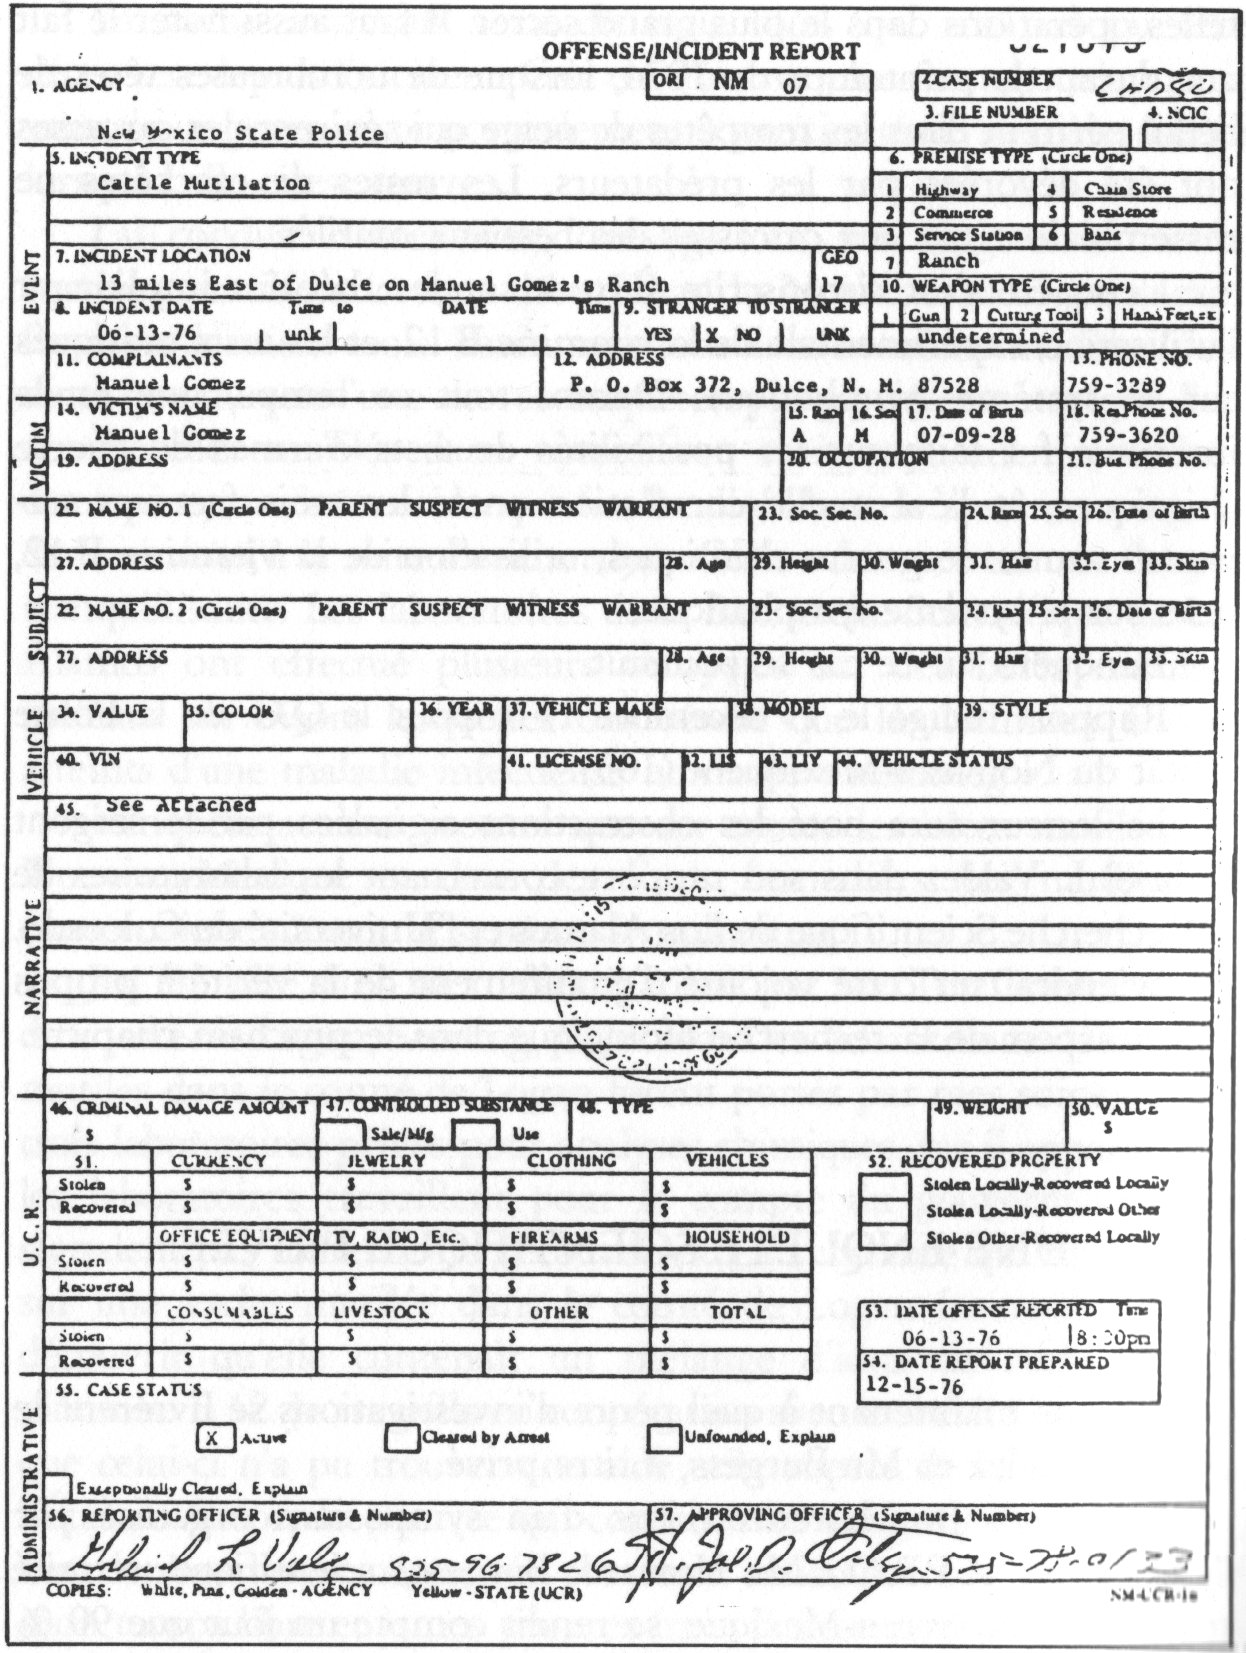 OFFENSE/INCIDENT REPORT
1. AGENCY
ORI NM 07
2. CASE NUMBER
3. FILE NUMBER 4. NCIC
New Mexico State Police
5. INCIDENT TYPE
Cattle Mutilation
6. PREMISE TYPE (Circle One)
1 Highway 4 Chain Store
2 Commerce 5 Residence
3 Service Station 6 Bank
7 Ranch
EVENT
7. INCIDENT LOCATION GEO
13 miles East of Dulce on Manuel Gomez's Ranch 17
10. WEAPON TYPE (Circle One)
1 Gun 2 Cutting Tool 3 Hand Feet, ex
undetermined
8. INCIDENT DATE Time to DATE Time 9. STRANGER TO STRANGER
06-13-76 unk YES X NO UNK
11. COMPLAINANTS 12. ADDRESS 13. PHONE NO.
Manuel Gomez P. O. Box 372, Dulce, N. M. 87528 759-3289
VICTIM
14. VICTIM'S NAME 15. Race 16. Sex 17. Date of Birth 18. Res. Phone No.
Manuel Gomez A M 07-09-28 759-3620
19. ADDRESS 20. OCCUPATION 21. Bus. Phone No.
SUBJECT
22. NAME NO. 1 (Circle One) PARENT SUSPECT WITNESS WARRANT 23. Soc. Sec. No. 24. Race 25. Sex 26. Date of Birth
27. ADDRESS 28. Age 29. Height 30. Weight 31. Hair 32. Eyes 33. Skin
22. NAME NO. 2 (Circle One) PARENT SUSPECT WITNESS WARRANT 23. Soc. Sec. No. 24. Race 25. Sex 26. Date of Birth
27. ADDRESS 28. Age 29. Height 30. Weight 31. Hair 32. Eyes 33. Skin
VEHICLE
34. VALUE 35. COLOR 36. YEAR 37. VEHICLE MAKE 38. MODEL 39. STYLE
40. VIN 41. LICENSE NO. 42. LIS 43. LIY 44. VEHICLE STATUS
NARRATIVE
45. See Attached
U. C. R.
46. CRIMINAL DAMAGE AMOUNT 47. CONTROLLED SUBSTANCE 48. TYPE 49. WEIGHT 50. VALUE
$ Sale/Mfg Use $
51. CURRENCY JEWELRY CLOTHING VEHICLES
Stolen $ $ $ $
Recovered $ $ $ $
OFFICE EQUIPMENT TV, RADIO, Etc. FIREARMS HOUSEHOLD
Stolen $ $ $ $
Recovered $ $ $ $
CONSUMABLES LIVESTOCK OTHER TOTAL
Stolen $ $ $ $
Recovered $ $ $ $
52. RECOVERED PROPERTY
Stolen Locally-Recovered Locally
Stolen Locally-Recovered Other
Stolen Other-Recovered Locally
53. DATE OFFENSE REPORTED Time
06-13-76 8:00pm
54. DATE REPORT PREPARED
12-15-76
ADMINISTRATIVE
55. CASE STATUS
X Active Cleared by Arrest Unfounded, Explain
Exceptionally Cleared, Explain
56. REPORTING OFFICER (Signature & Number) 57. APPROVING OFFICER (Signature & Number)
Gabriel L. Valdez 525-96-7826
COPIES: White, Pink, Golden - AGENCY Yellow - STATE (UCR) NM-UCR-1a